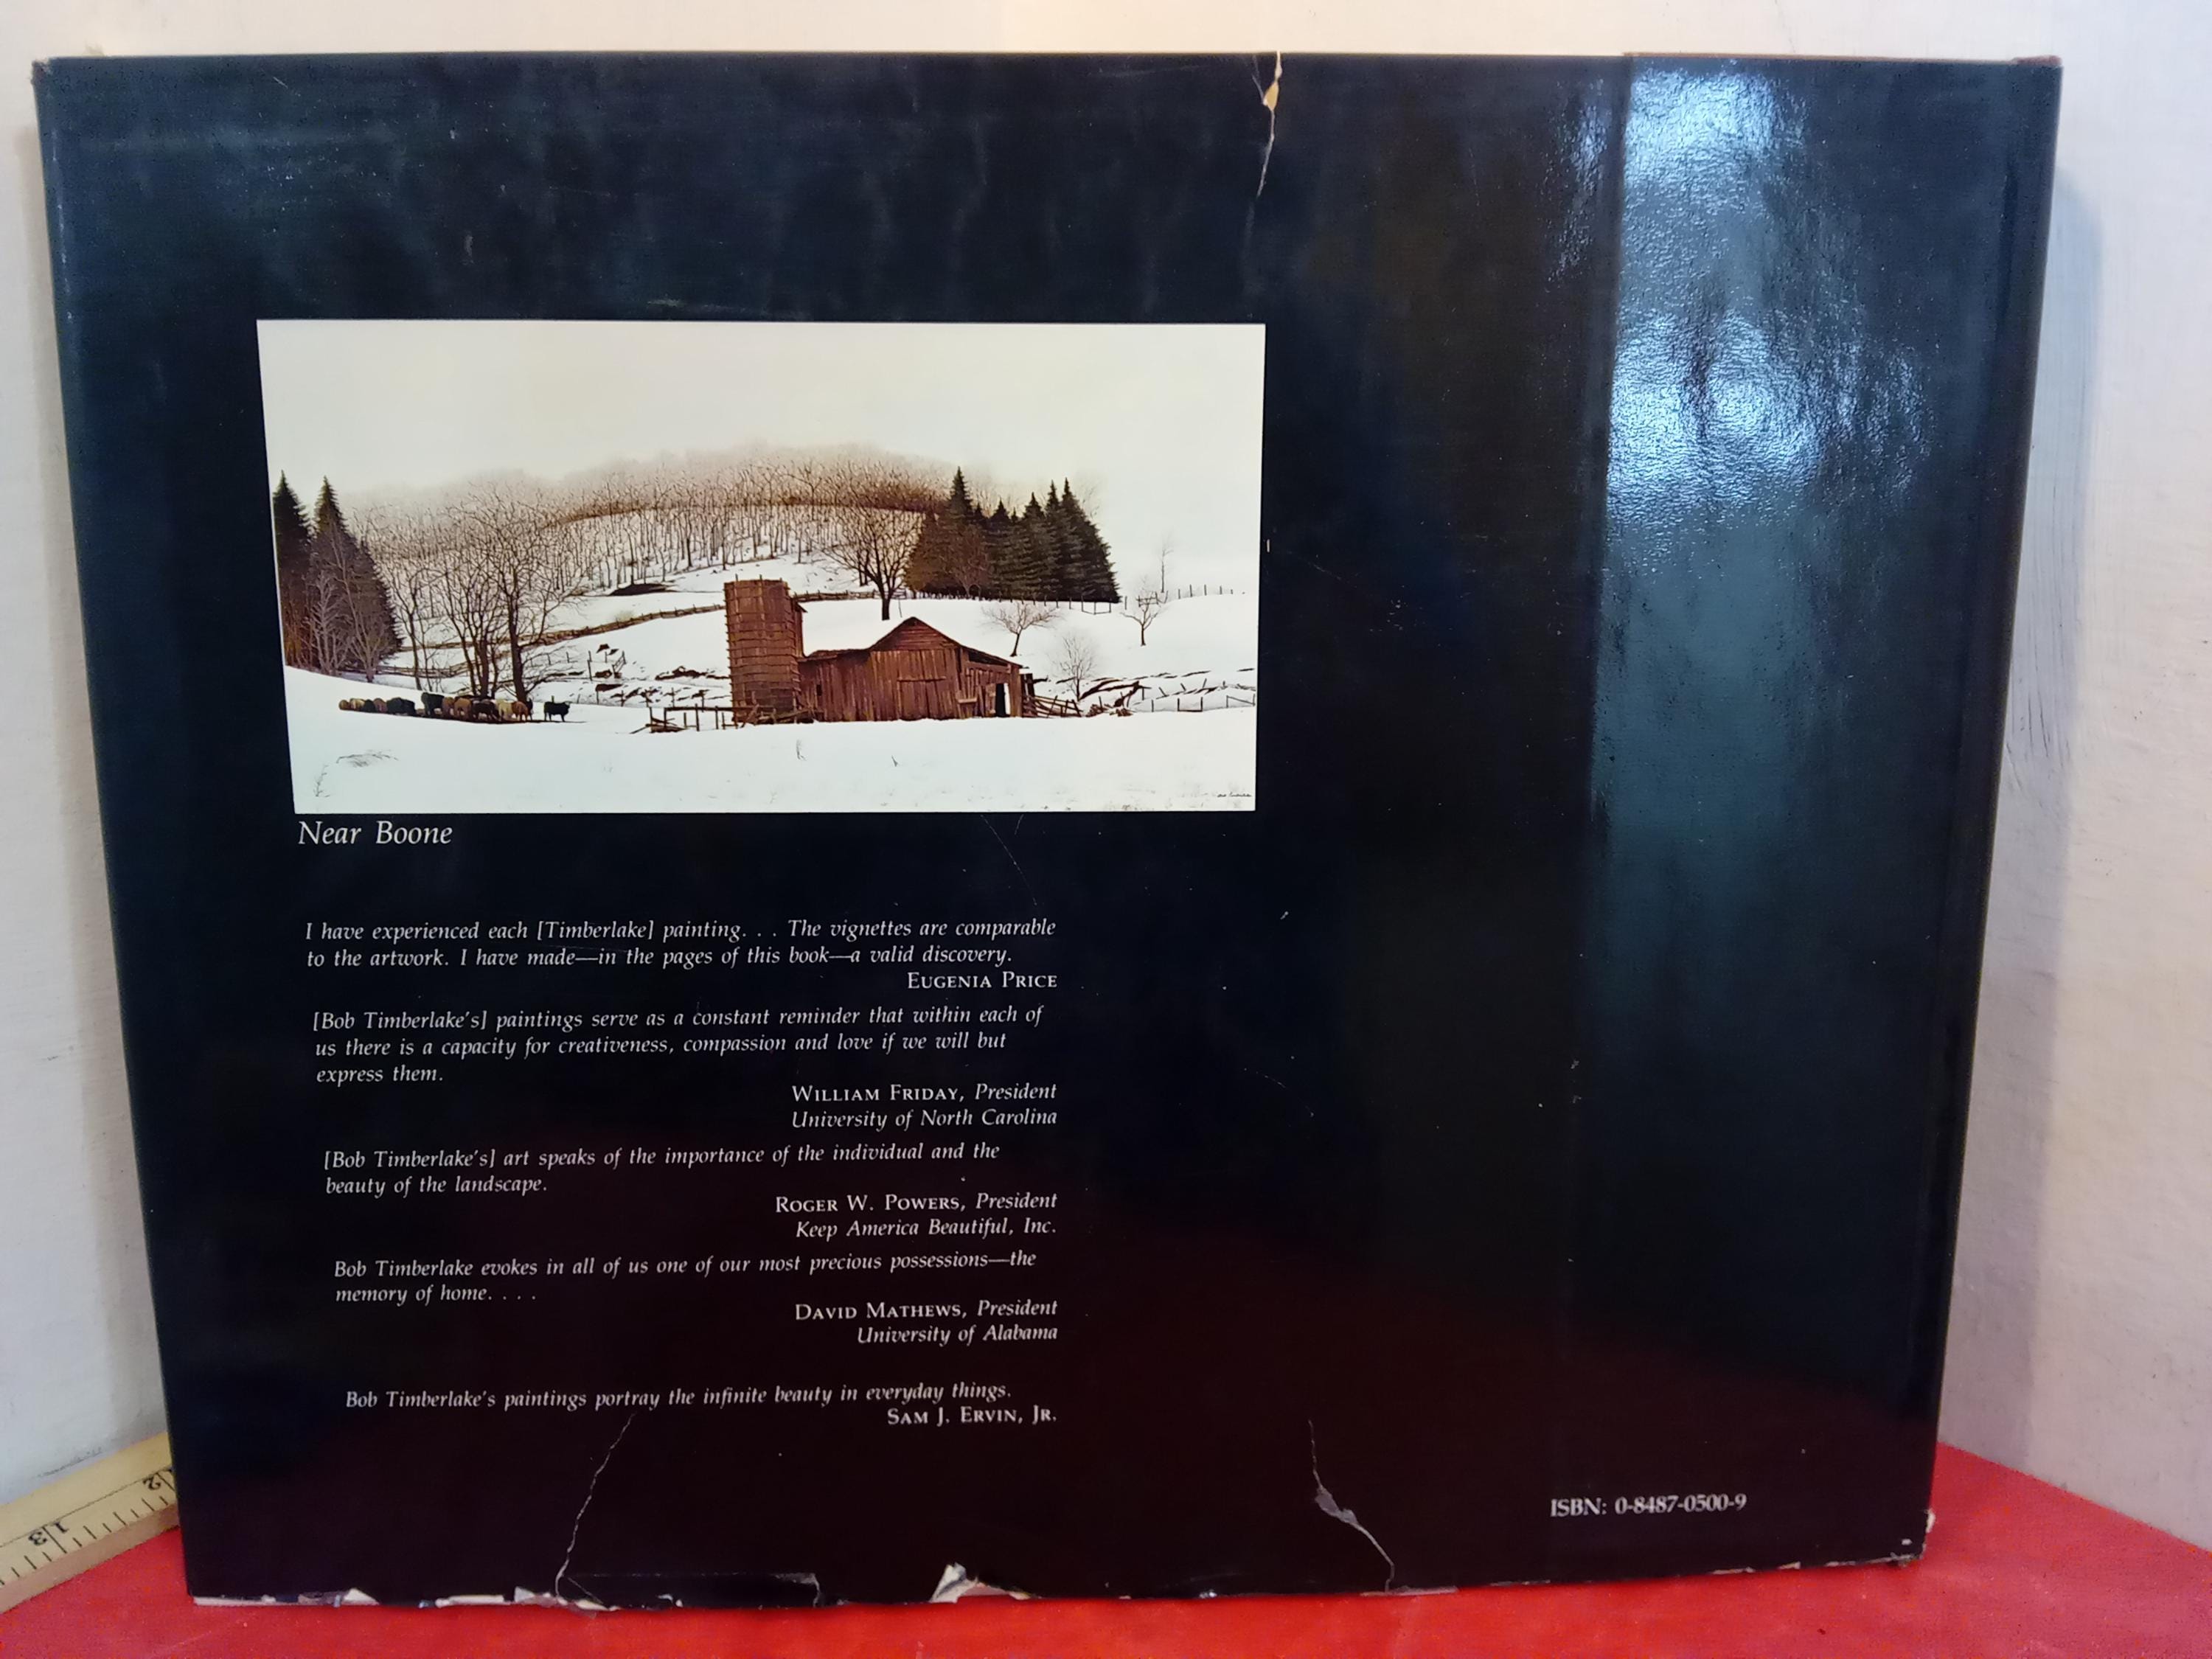 Near Boone
I have experienced each [Timberlake] painting. . . The vignettes are comparable
to the artwork. I have made—in the pages of this book—a valid discovery.
EUGENIA PRICE
[Bob Timberlake's] paintings serve as a constant reminder that within each of
us there is a capacity for creativeness, compassion and love if we will but
express them.
WILLIAM FRIDAY, President
University of North Carolina
[Bob Timberlake's] art speaks of the importance of the individual and the
beauty of the landscape.
ROGER W. POWERS, President
Keep America Beautiful, Inc.
Bob Timberlake evokes in all of us one of our most precious possessions—the
memory of home. . . .
DAVID MATHEWS, President
University of Alabama
Bob Timberlake's paintings portray the infinite beauty in everyday things.
SAM J. ERVIN, JR.
ISBN: 0-8487-0500-9
2
3